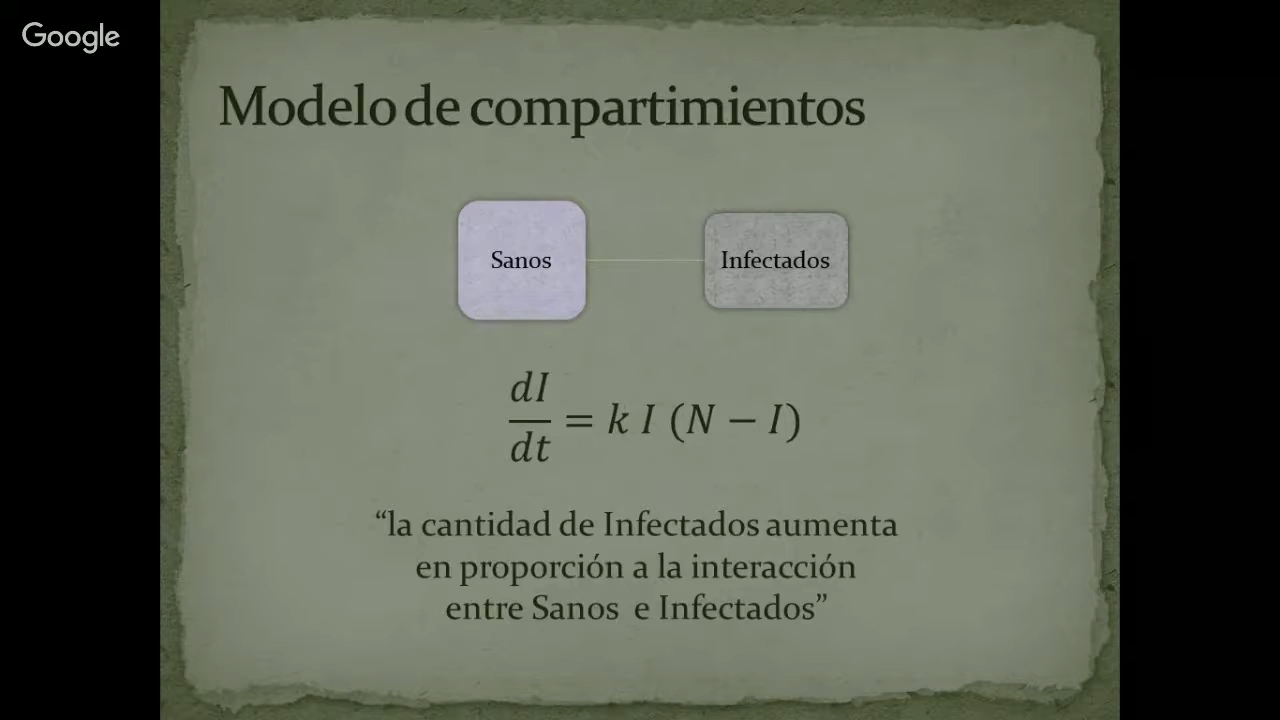 Google
Modelo de compartimientos
Sanos
Infectados
dI/dt = k I (N − I)
“la cantidad de Infectados aumenta
en proporción a la interacción
entre Sanos e Infectados”